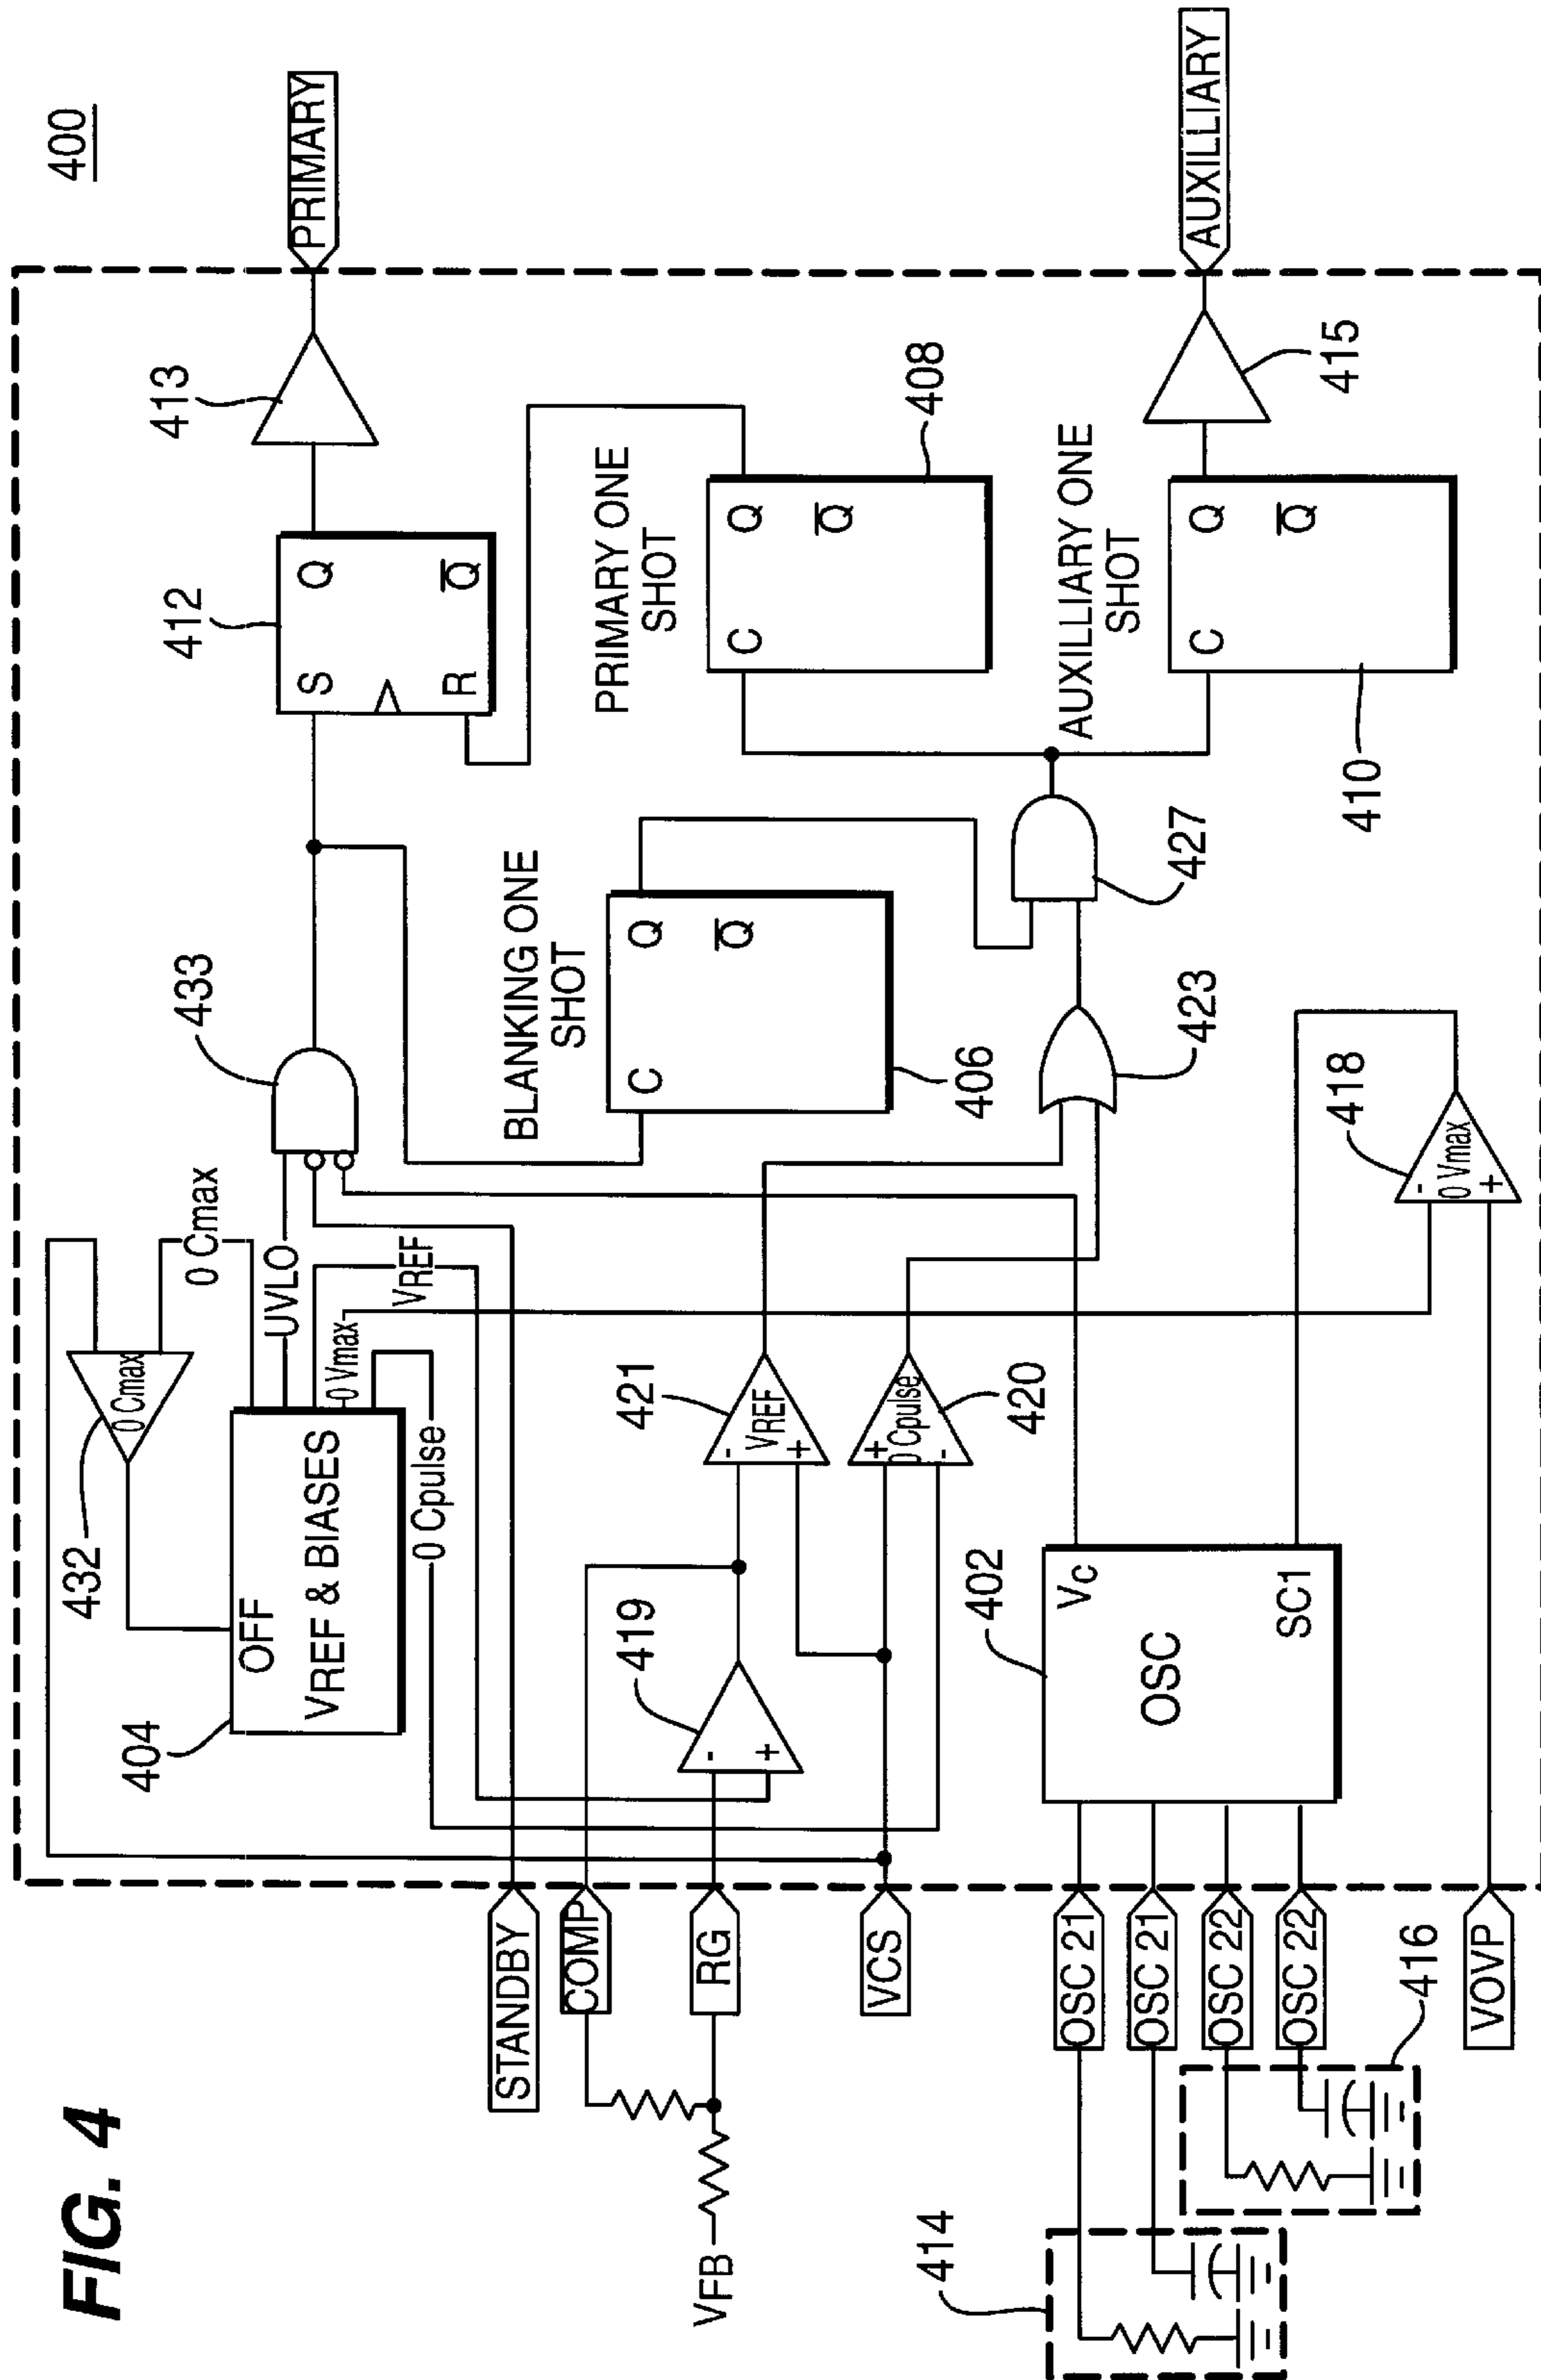 FIG. 4
400
432
0 Cmax
0 Cmax
404
OFF
VREF & BIASES
UVLO
VREF
0 Vmax
0 Cpulse
433
412
S
Q
R
Q
413
PRIMARY
STANDBY
COMP
RG
VFB
VCS
419
-
+
421
-
VREF
+
+
0 Cpulse
-
420
BLANKING ONE
SHOT
C
Q
Q
406
423
427
PRIMARY ONE
SHOT
C
Q
Q
408
AUXILLIARY ONE
SHOT
C
Q
Q
410
415
AUXILLIARY
402
Vc
OSC
SC1
418
-
0 Vmax
+
OSC 21
OSC 21
OSC 22
OSC 22
414
416
VOVP